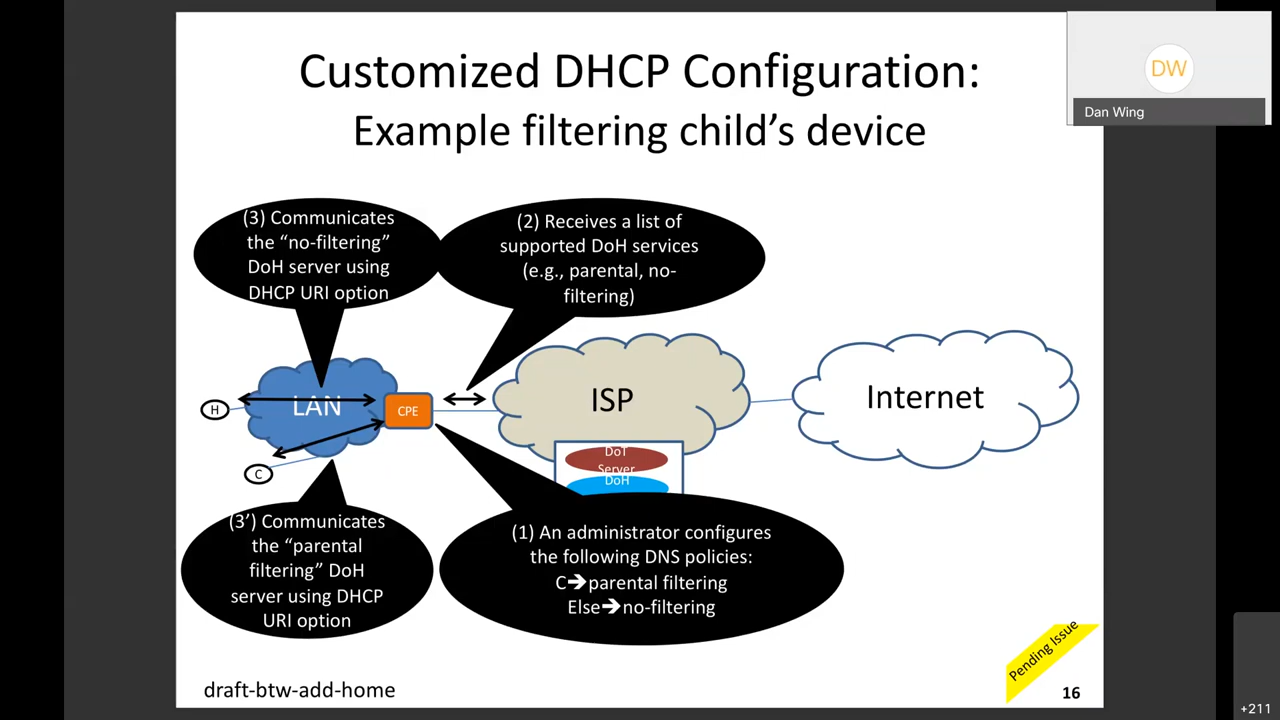 Customized DHCP Configuration:
Example filtering child's device
DW
Dan Wing
(3) Communicates
the “no-filtering”
DoH server using
DHCP URI option
(2) Receives a list of
supported DoH services
(e.g., parental, no-
filtering)
H
LAN
CPE
ISP
Internet
C
DoT
Server
DoH
(3’) Communicates
the “parental
filtering” DoH
server using DHCP
URI option
(1) An administrator configures
the following DNS policies:
C➔parental filtering
Else➔no-filtering
Pending Issue
draft-btw-add-home
16
+211